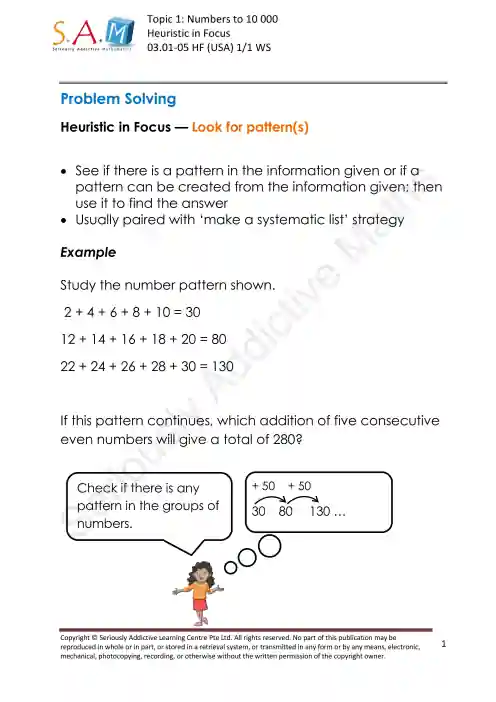 S.A.M
Seriously Addictive Mathematics
Topic 1: Numbers to 10 000
Heuristic in Focus
03.01-05 HF (USA) 1/1 WS
Problem Solving
Heuristic in Focus — Look for pattern(s)
• See if there is a pattern in the information given or if a
pattern can be created from the information given; then
use it to find the answer
• Usually paired with ‘make a systematic list’ strategy
Example
Study the number pattern shown.
2 + 4 + 6 + 8 + 10 = 30
12 + 14 + 16 + 18 + 20 = 80
22 + 24 + 26 + 28 + 30 = 130
If this pattern continues, which addition of five consecutive
even numbers will give a total of 280?
Check if there is any
pattern in the groups of
numbers.
+ 50 + 50
30 80 130 …
Seriously Addictive Maths
Copyright © Seriously Addictive Learning Centre Pte Ltd. All rights reserved. No part of this publication may be
reproduced in whole or in part, or stored in a retrieval system, or transmitted in any form or by any means, electronic,
mechanical, photocopying, recording, or otherwise without the written permission of the copyright owner.
1